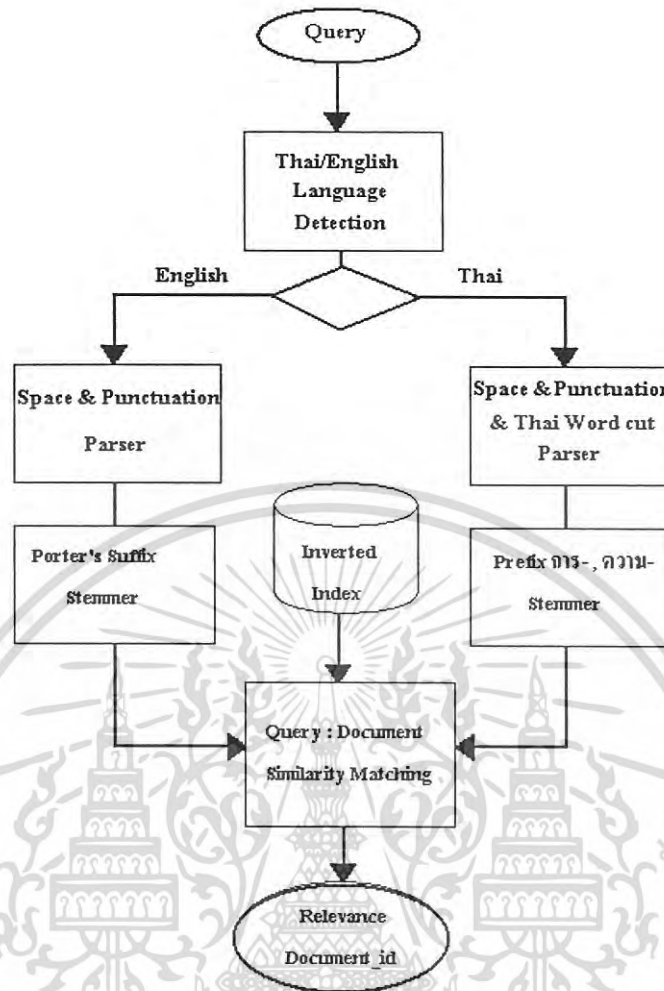 Query
Thai/English
Language
Detection
English
Thai
Space & Punctuation
Parser
Space & Punctuation
& Thai Word cut
Parser
Porter's Suffix
Stemmer
Inverted
Index
Prefix การ- , ความ-
Stemmer
Query : Document
Similarity Matching
Relevance
Document_id